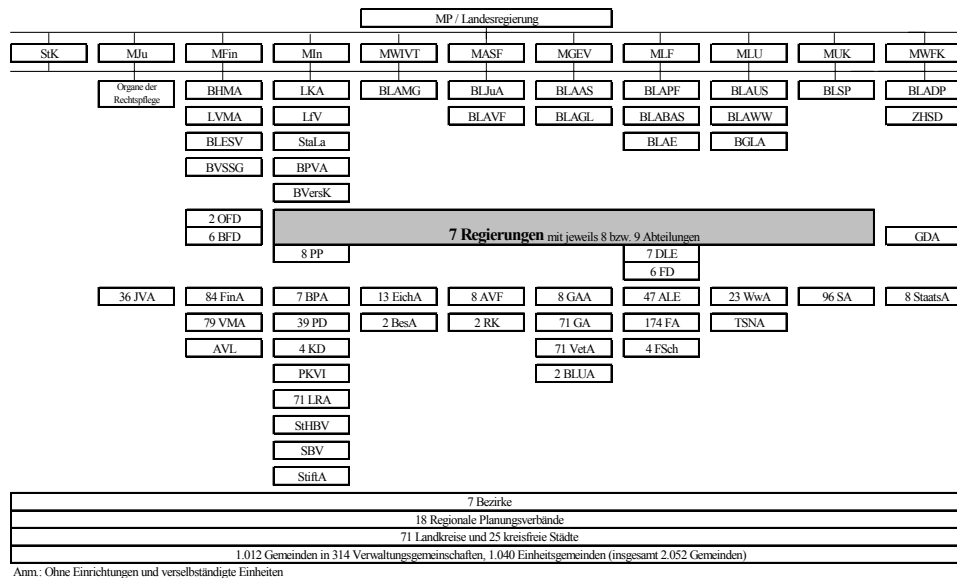 MP / Landesregierung
StK MJu MFin MIn MWIVT MASF MGEV MLF MLU MUK MWFK
Organe der Rechtspflege BHMA LKA BLAMG BLJuA BLAAS BLAPF BLAUS BLSP BLADP
LVMA LfV BLAVF BLAGL BLABAS BLAWW ZHSD
BLESV StaLa BLAE BGLA
BVSSG BPVA
BVersK
2 OFD
7 Regierungen mit jeweils 8 bzw. 9 Abteilungen
6 BFD GDA
8 PP 7 DLE
6 FD
36 JVA 84 FinA 7 BPA 13 EichA 8 AVF 8 GAA 47 ALE 23 WwA 96 SA 8 StaatsA
79 VMA 39 PD 2 BesA 2 RK 71 GA 174 FA TSNA
AVL 4 KD 71 VetA 4 FSch
PKVI 2 BLUA
71 LRA
StHBV
SBV
StiftA
7 Bezirke
18 Regionale Planungsverbände
71 Landkreise und 25 kreisfreie Städte
1.012 Gemeinden in 314 Verwaltungsgemeinschaften, 1.040 Einheitsgemeinden (insgesamt 2.052 Gemeinden)
Anm.: Ohne Einrichtungen und verselbständigte Einheiten